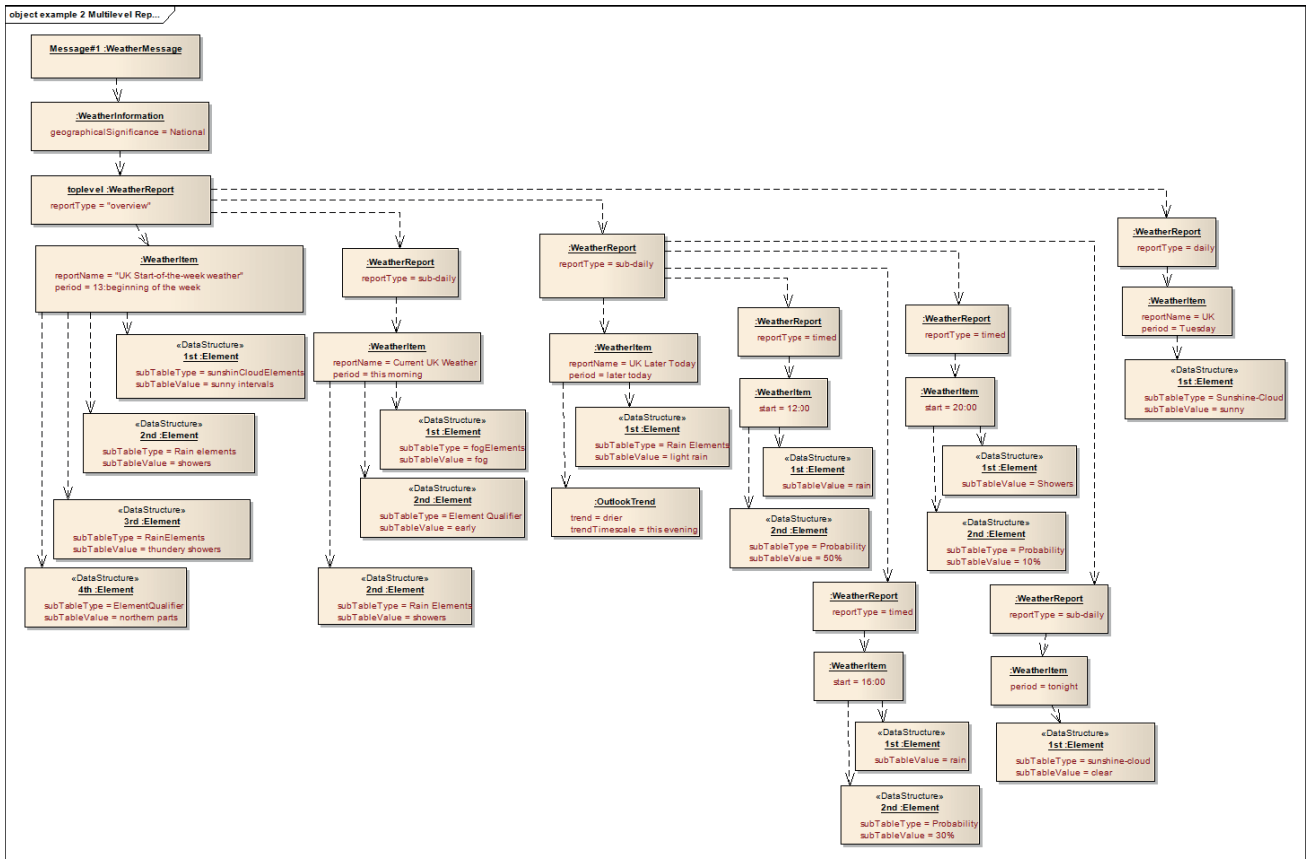 object example 2 Multilevel Rep...
Message#1 :WeatherMessage
:WeatherInformation
geographicalSignificance = National
toplevel :WeatherReport
reportType = "overview"
:WeatherItem
reportName = "UK Start-of-the-week weather"
period = 13:beginning of the week
«DataStructure»
1st :Element
subTableType = sunshinCloudElements
subTableValue = sunny intervals
«DataStructure»
2nd :Element
subTableType = Rain elements
subTableValue = showers
«DataStructure»
3rd :Element
subTableType = RainElements
subTableValue = thundery showers
«DataStructure»
4th :Element
subTableType = ElementQualifier
subTableValue = northern parts
:WeatherReport
reportType = sub-daily
:WeatherItem
reportName = Current UK Weather
period = this morning
«DataStructure»
1st :Element
subTableType = fogElements
subTableValue = fog
«DataStructure»
2nd :Element
subTableType = Element Qualifier
subTableValue = early
«DataStructure»
2nd :Element
subTableType = Rain Elements
subTableValue = showers
:WeatherReport
reportType = sub-daily
:WeatherItem
reportName = UK Later Today
period = later today
«DataStructure»
1st :Element
subTableType = Rain Elements
subTableValue = light rain
:OutlookTrend
trend = drier
trendTimescale = this evening
:WeatherReport
reportType = timed
:WeatherItem
start = 12:00
«DataStructure»
1st :Element
subTableValue = rain
«DataStructure»
2nd :Element
subTableType = Probability
subTableValue = 50%
:WeatherReport
reportType = timed
:WeatherItem
start = 16:00
«DataStructure»
1st :Element
subTableValue = rain
«DataStructure»
2nd :Element
subTableType = Probability
subTableValue = 30%
:WeatherReport
reportType = timed
:WeatherItem
start = 20:00
«DataStructure»
1st :Element
subTableValue = Showers
«DataStructure»
2nd :Element
subTableType = Probability
subTableValue = 10%
:WeatherReport
reportType = sub-daily
:WeatherItem
period = tonight
«DataStructure»
1st :Element
subTableType = sunshine-cloud
subTableValue = clear
:WeatherReport
reportType = daily
:WeatherItem
reportName = UK
period = Tuesday
«DataStructure»
1st :Element
subTableType = Sunshine-Cloud
subTableValue = sunny